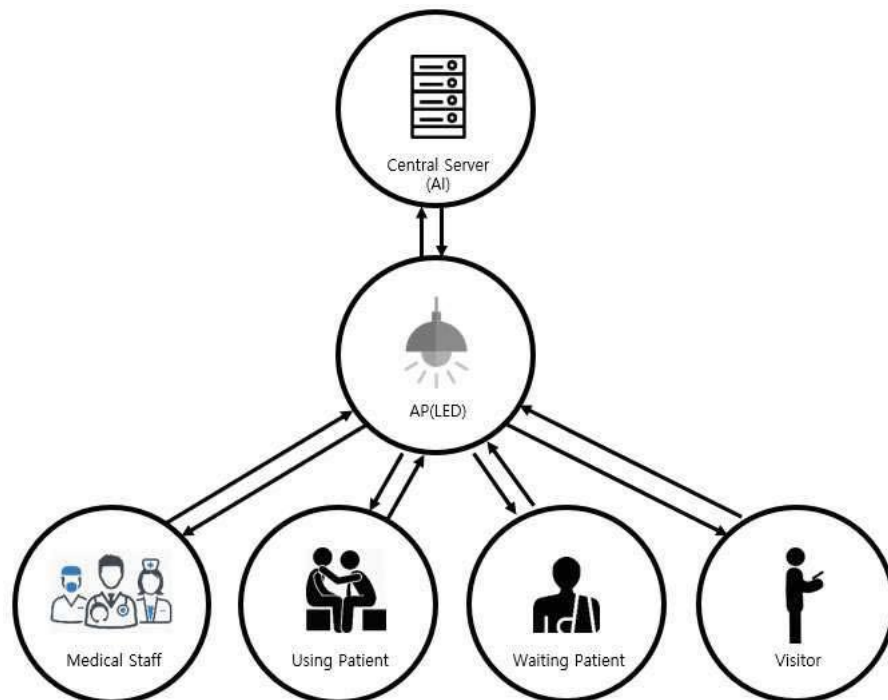 Central Server
(AI)
AP(LED)
Medical Staff
Using Patient
Waiting Patient
Visitor